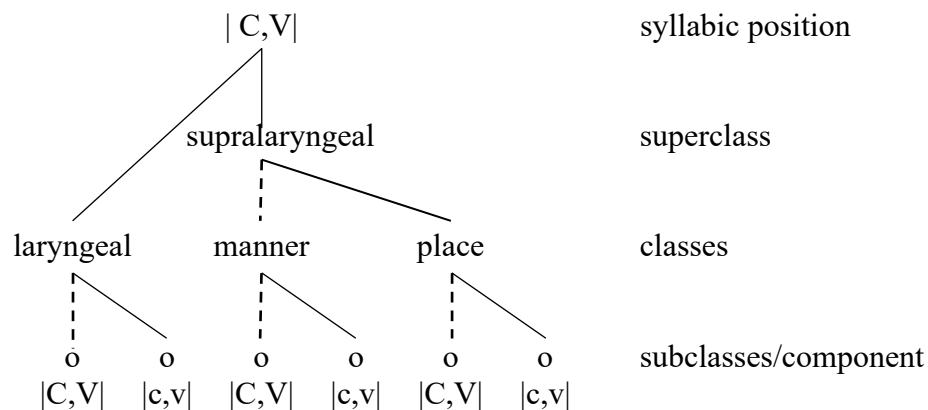 | C,V| syllabic position
supralaryngeal superclass
laryngeal manner place classes
o o o o o o subclasses/component
|C,V| |c,v| |C,V| |c,v| |C,V| |c,v|